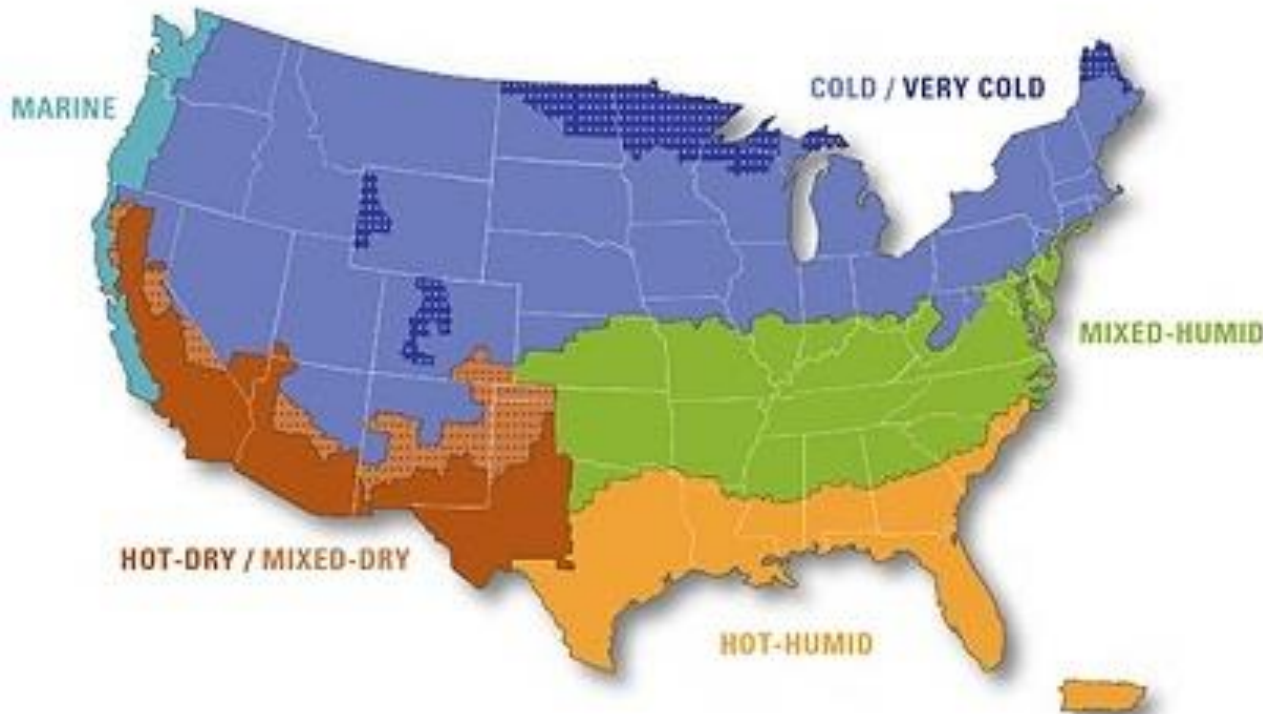 COLD / VERY COLD
MARINE
MIXED-HUMID
HOT-DRY / MIXED-DRY
HOT-HUMID